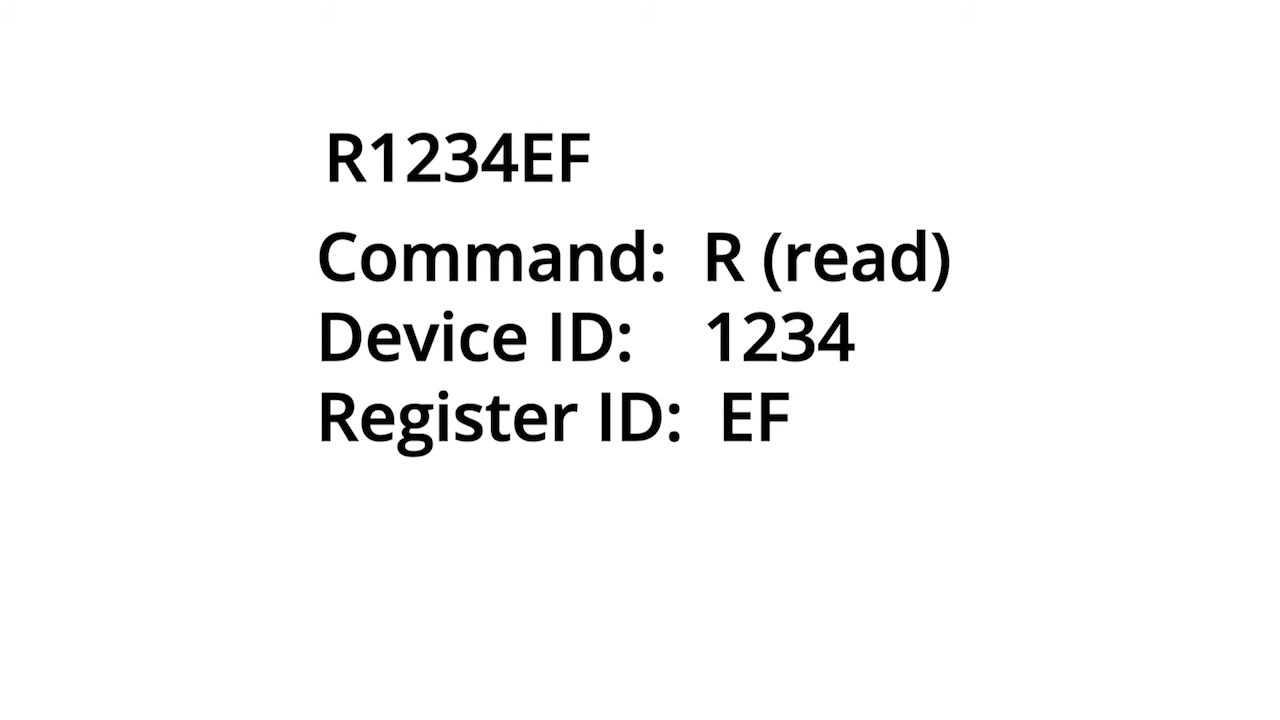 R1234EF
Command: R (read)
Device ID: 1234
Register ID: EF